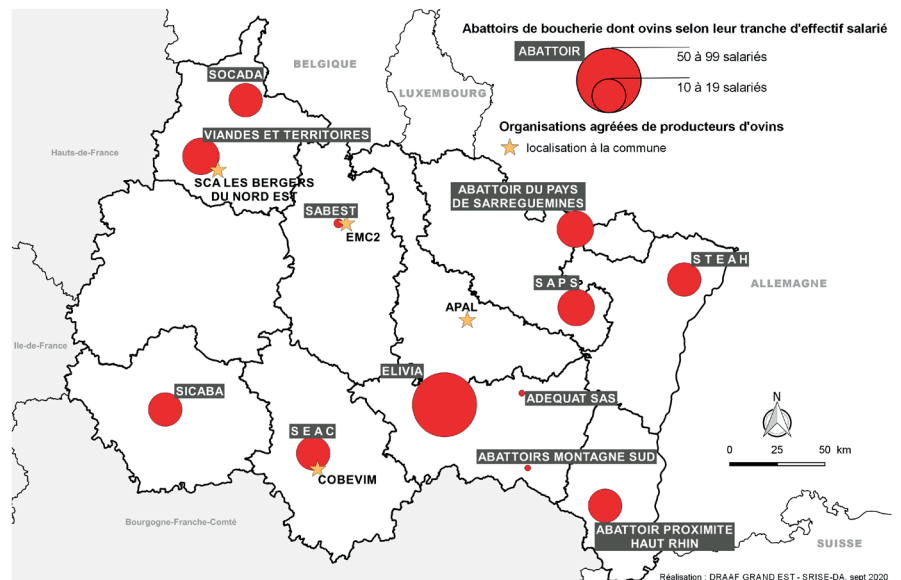 Abattoirs de boucherie dont ovins selon leur tranche d'effectif salarié
ABATTOIR
50 à 99 salariés
10 à 19 salariés
Organisations agréées de producteurs d'ovins
localisation à la commune
BELGIQUE
LUXEMBOURG
SOCADA
VIANDES ET TERRITOIRES
Hauts-de-France
SCA LES BERGERS
DU NORD EST
ABATTOIR DU PAYS
DE SARREGUEMINES
SABEST
EMC2
STEAH
ALLEMAGNE
SAPS
APAL
Ile-de-France
ELIVIA
SICABA
ADEQUAT SAS
N
SEAC
0 25 50 km
ABATTOIRS MONTAGNE SUD
COBEVIM
Bourgogne-Franche-Comté
ABATTOIR PROXIMITE
HAUT RHIN
SUISSE
Réalisation : DRAAF GRAND EST - SRISE-DA, sept 2020